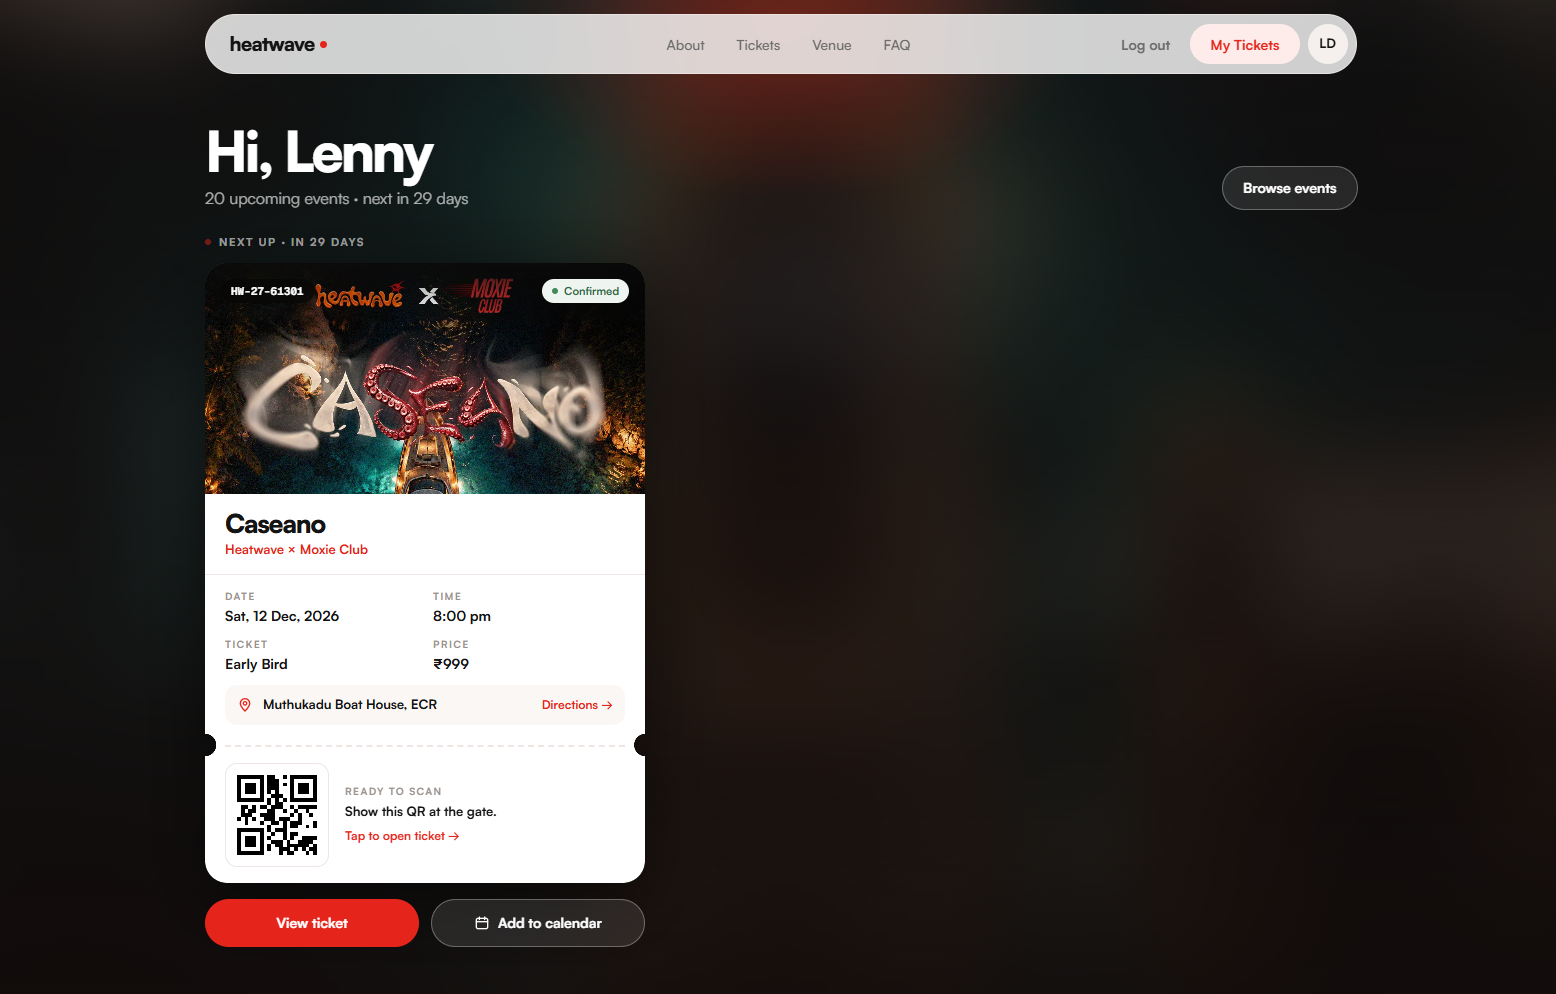 heatwave
About Tickets Venue FAQ
Log out
My Tickets
LD
Hi, Lenny
20 upcoming events · next in 29 days
Browse events
NEXT UP · IN 29 DAYS
HW-27-61301
heatwave X MOXIE CLUB
Confirmed
CASEANO
Caseano
Heatwave × Moxie Club
DATE
Sat, 12 Dec, 2026
TIME
8:00 pm
TICKET
Early Bird
PRICE
₹999
Muthukadu Boat House, ECR
Directions →
READY TO SCAN
Show this QR at the gate.
Tap to open ticket →
View ticket
Add to calendar